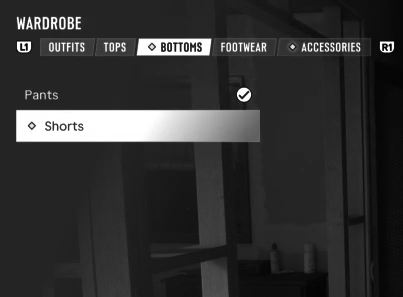 WARDROBE
L1 OUTFITS TOPS BOTTOMS FOOTWEAR ACCESSORIES R1
Pants
Shorts